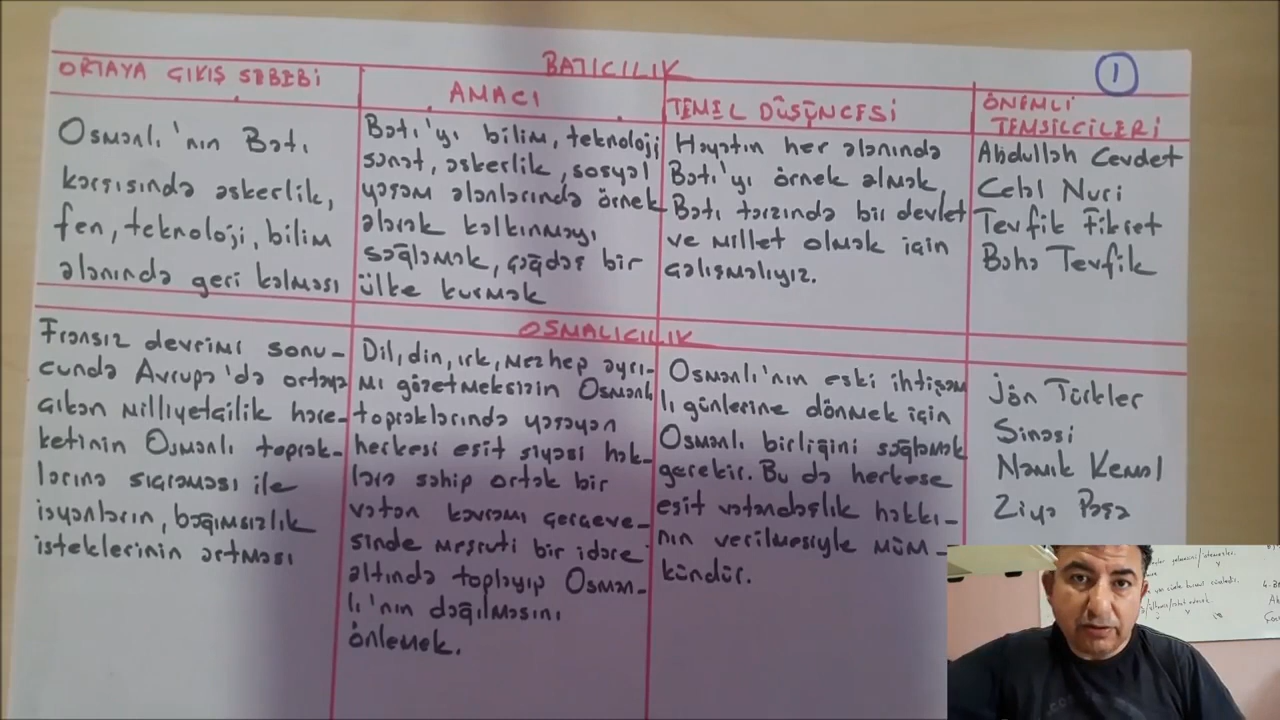 BATICILIK
1
ORTAYA ÇIKIŞ SEBEBİ
AMACI
TEMEL DÜŞÜNCESİ
ÖNEMLİ
TEMSİLCİLERİ
Osmanlı'nın Batı
karşısında askerlik,
fen, teknoloji, bilim
alanında geri kalması
Batı'yı bilim, teknoloji
sanat, askerlik, sosyal
yaşam alanlarında örnek
alarak kalkınmayı
sağlamak, çağdaş bir
ülke kurmak
Hayatın her alanında
Batı'yı örnek almak,
Batı tarzında bir devlet
ve millet olmak için
çalışmalıyız.
Abdullah Cevdet
Celal Nuri
Tevfik Fikret
Baha Tevfik
OSMALICILIK
Fransız devrimi sonu-
cunda Avrupa'da ortaya
çıkan milliyetçilik hare-
ketinin Osmanlı toprak-
larına sıçraması ile
isyanların, bağımsızlık
isteklerinin artması
Dil, din, ırk, mezhep ayrı-
mı gözetmeksizin Osmanlı
topraklarında yaşayan
herkesi eşit siyasi hak-
lara sahip ortak bir
vatan kavramı çerçeve-
sinde meşruti bir idare
altında toplayıp Osman-
lı'nın dağılmasını
önlemek.
Osmanlı'nın eski ihtişam
lı günlerine dönmek için
Osmanlı birliğini sağlamak
gerekir. Bu da herkese
eşit vatandaşlık hakkı-
nın verilmesiyle müm-
kündür.
Jön Türkler
Şinasi
Namık Kemal
Ziya Paşa